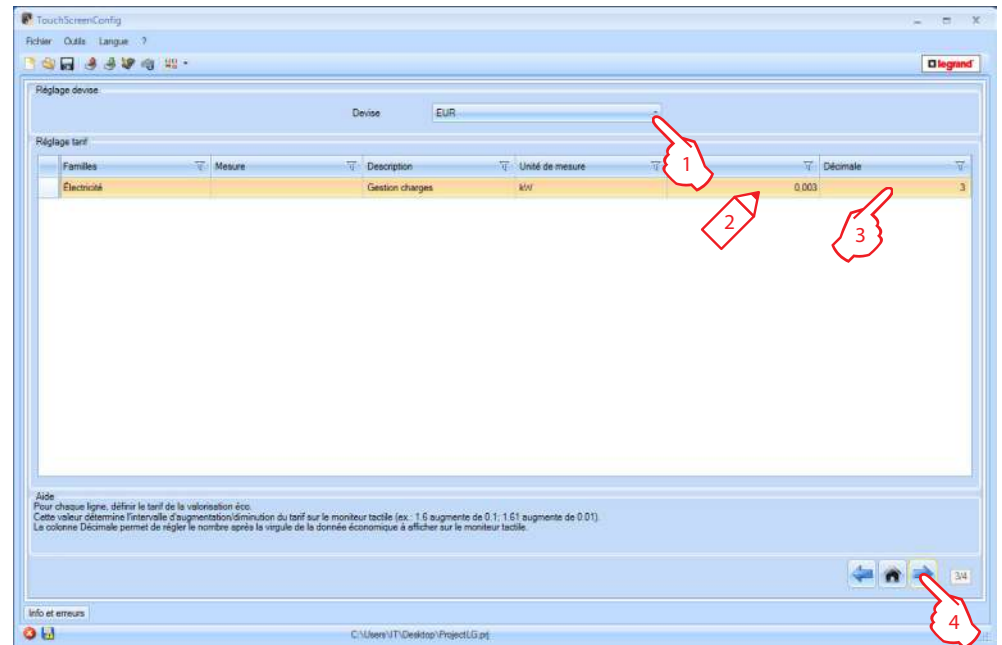 TouchScreenConfig
Fichier Outils Langue ?
legrand
Réglage devise
Devise EUR
1
Réglage tarif
Familles Mesure Description Unité de mesure Décimale
Électricité Gestion charges kW 0,003 3
2
3
Aide
Pour chaque ligne, définir le tarif de la valorisation éco.
Cette valeur détermine l'intervalle d'augmentation/diminution du tarif sur le moniteur tactile (ex.: 1.6 augmente de 0.1; 1.61 augmente de 0.01).
La colonne Décimale permet de régler le nombre après la virgule de la donnée économique à afficher sur le moniteur tactile.
3/4
Info et erreurs
4
C:\Users\IT\Desktop\ProjectLG.prj